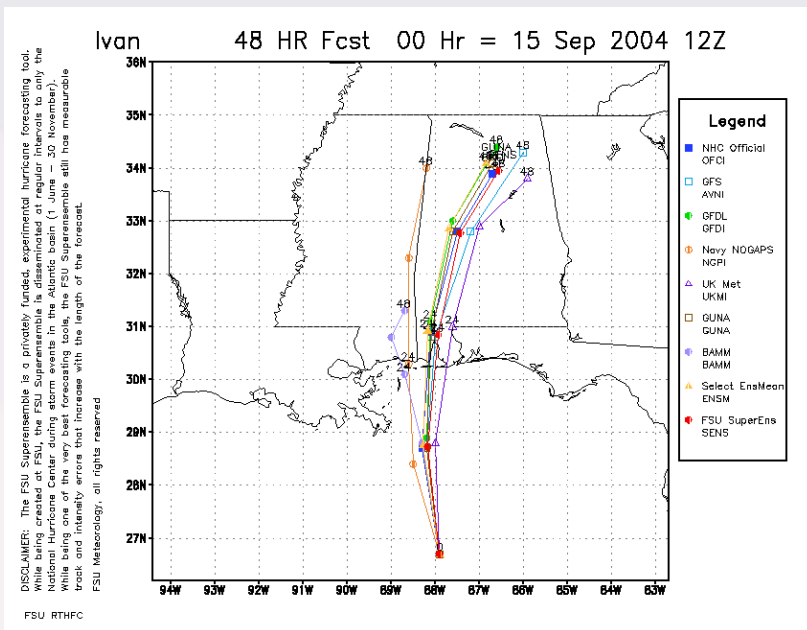 Ivan 48 HR Fcst 00 Hr = 15 Sep 2004 12Z
DISCLAIMER: The FSU Superensemble is a privately funded, experimental hurricane forecasting tool.
While being created at FSU, the FSU Superensemble is disseminated at regular intervals to only the
National Hurricane Center during storm events in the Atlantic basin (1 June – 30 November).
While being one of the very best forecasting tools, the FSU Superensemble still has measurable
track and intensity errors that increase with the length of the forecast.
FSU Meteorology, all rights reserved
36N
35N
34N
33N
32N
31N
30N
29N
28N
27N
48
GUNA
48
48
48
48
24
24
24
24
24
94W 93W 92W 91W 90W 89W 88W 87W 86W 85W 84W 83W
Legend
NHC Official
OFCI
GFS
AVNI
GFDL
GFDI
Navy NOGAPS
NGPI
UK Met
UKMI
GUNA
GUNA
BAMM
BAMM
Select EnsMean
ENSM
FSU SuperEns
SENS
FSU RTHFC